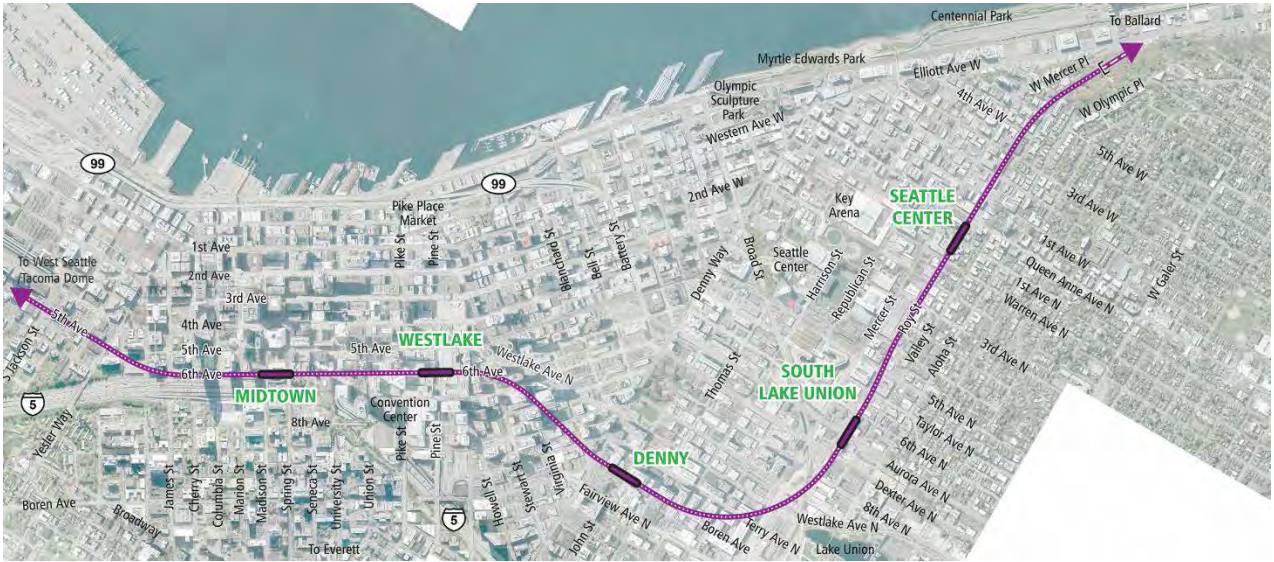 Centennial Park
To Ballard
Myrtle Edwards Park
Elliott Ave W
W Mercer Pl
W Olympic Pl
Olympic
Sculpture
Park
Western Ave W
4th Ave W
5th Ave W
3rd Ave W
99
99
2nd Ave W
Key
Arena
SEATTLE
CENTER
Pike Place
Market
1st Ave
Pike St
Pine St
Blanchard St
Bell St
Battery St
Denny Way
Broad St
Seattle
Center
Harrison St
Republican St
Mercer St
1st Ave W
Queen Anne Ave N
1st Ave N
Warren Ave N
W Galer St
To West Seattle
/Tacoma Dome
2nd Ave
3rd Ave
5th Ave
4th Ave
5th Ave
6th Ave
5th Ave
WESTLAKE
6th Ave
Westlake Ave N
Roy St
Valley St
Aloha St
3rd Ave N
S Jackson St
5
Yesler Way
MIDTOWN
Convention
Center
8th Ave
Pike St
Pine St
Thomas St
SOUTH
LAKE UNION
5th Ave N
Taylor Ave N
6th Ave N
Aurora Ave N
Dexter Ave N
8th Ave N
DENNY
Boren Ave
Broadway
James St
Cherry St
Columbia St
Marion St
Madison St
Spring St
Seneca St
University St
Union St
5
Howell St
Stewart St
Virginia St
John St
Fairview Ave N
Boren Ave
Terry Ave N
Westlake Ave N
Lake Union
To Everett